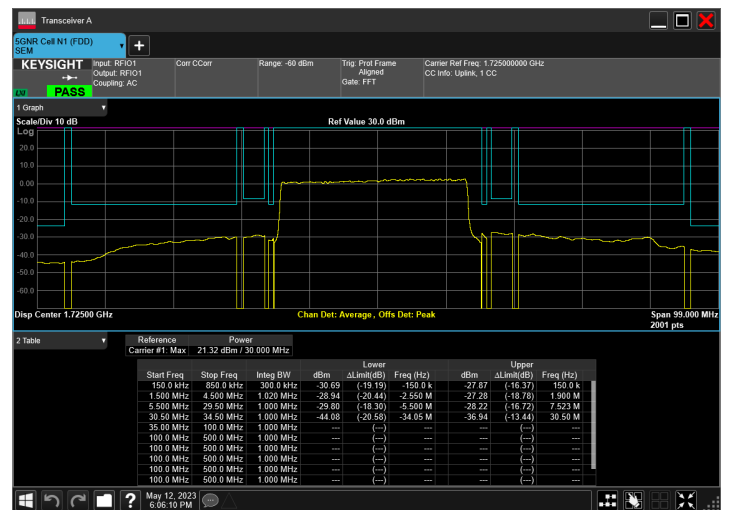 Transceiver A
5GNR Cell N1 (FDD)
SEM
KEYSIGHT
LXI
PASS
Input: RFIO1
Output: RFIO1
Coupling: AC
Corr CCorr
Range: -60 dBm
Trig: Prot Frame
Aligned
Gate: FFT
Carrier Ref Freq: 1.725000000 GHz
CC Info: Uplink, 1 CC
1 Graph
Scale/Div 10 dB
Ref Value 30.0 dBm
Log
20.0
10.0
0.00
-10.0
-20.0
-30.0
-40.0
-50.0
-60.0
Disp Center 1.72500 GHz
Chan Det: Average, Offs Det: Peak
Span 99.000 MHz
2001 pts
2 Table
Reference Power
Carrier #1: Max 21.32 dBm / 30.000 MHz
Lower Upper
Start Freq Stop Freq Integ BW dBm ΔLimit(dB) Freq (Hz) dBm ΔLimit(dB) Freq (Hz)
150.0 kHz 850.0 kHz 300.0 kHz -30.69 (-19.19) -150.0 k -27.87 (-16.37) 150.0 k
1.500 MHz 4.500 MHz 1.020 MHz -28.94 (-20.44) -2.550 M -27.28 (-18.78) 1.900 M
5.500 MHz 29.50 MHz 1.000 MHz -29.80 (-18.30) -5.500 M -28.22 (-16.72) 7.523 M
30.50 MHz 34.50 MHz 1.000 MHz -44.08 (-20.58) -34.05 M -36.94 (-13.44) 30.50 M
35.00 MHz 100.0 MHz 1.000 MHz --- (---) --- --- (---) ---
100.0 MHz 500.0 MHz 1.000 MHz --- (---) --- --- (---) ---
100.0 MHz 500.0 MHz 1.000 MHz --- (---) --- --- (---) ---
100.0 MHz 500.0 MHz 1.000 MHz --- (---) --- --- (---) ---
100.0 MHz 500.0 MHz 1.000 MHz --- (---) --- --- (---) ---
100.0 MHz 500.0 MHz 1.000 MHz --- (---) --- --- (---) ---
?
May 12, 2023
6:06:10 PM